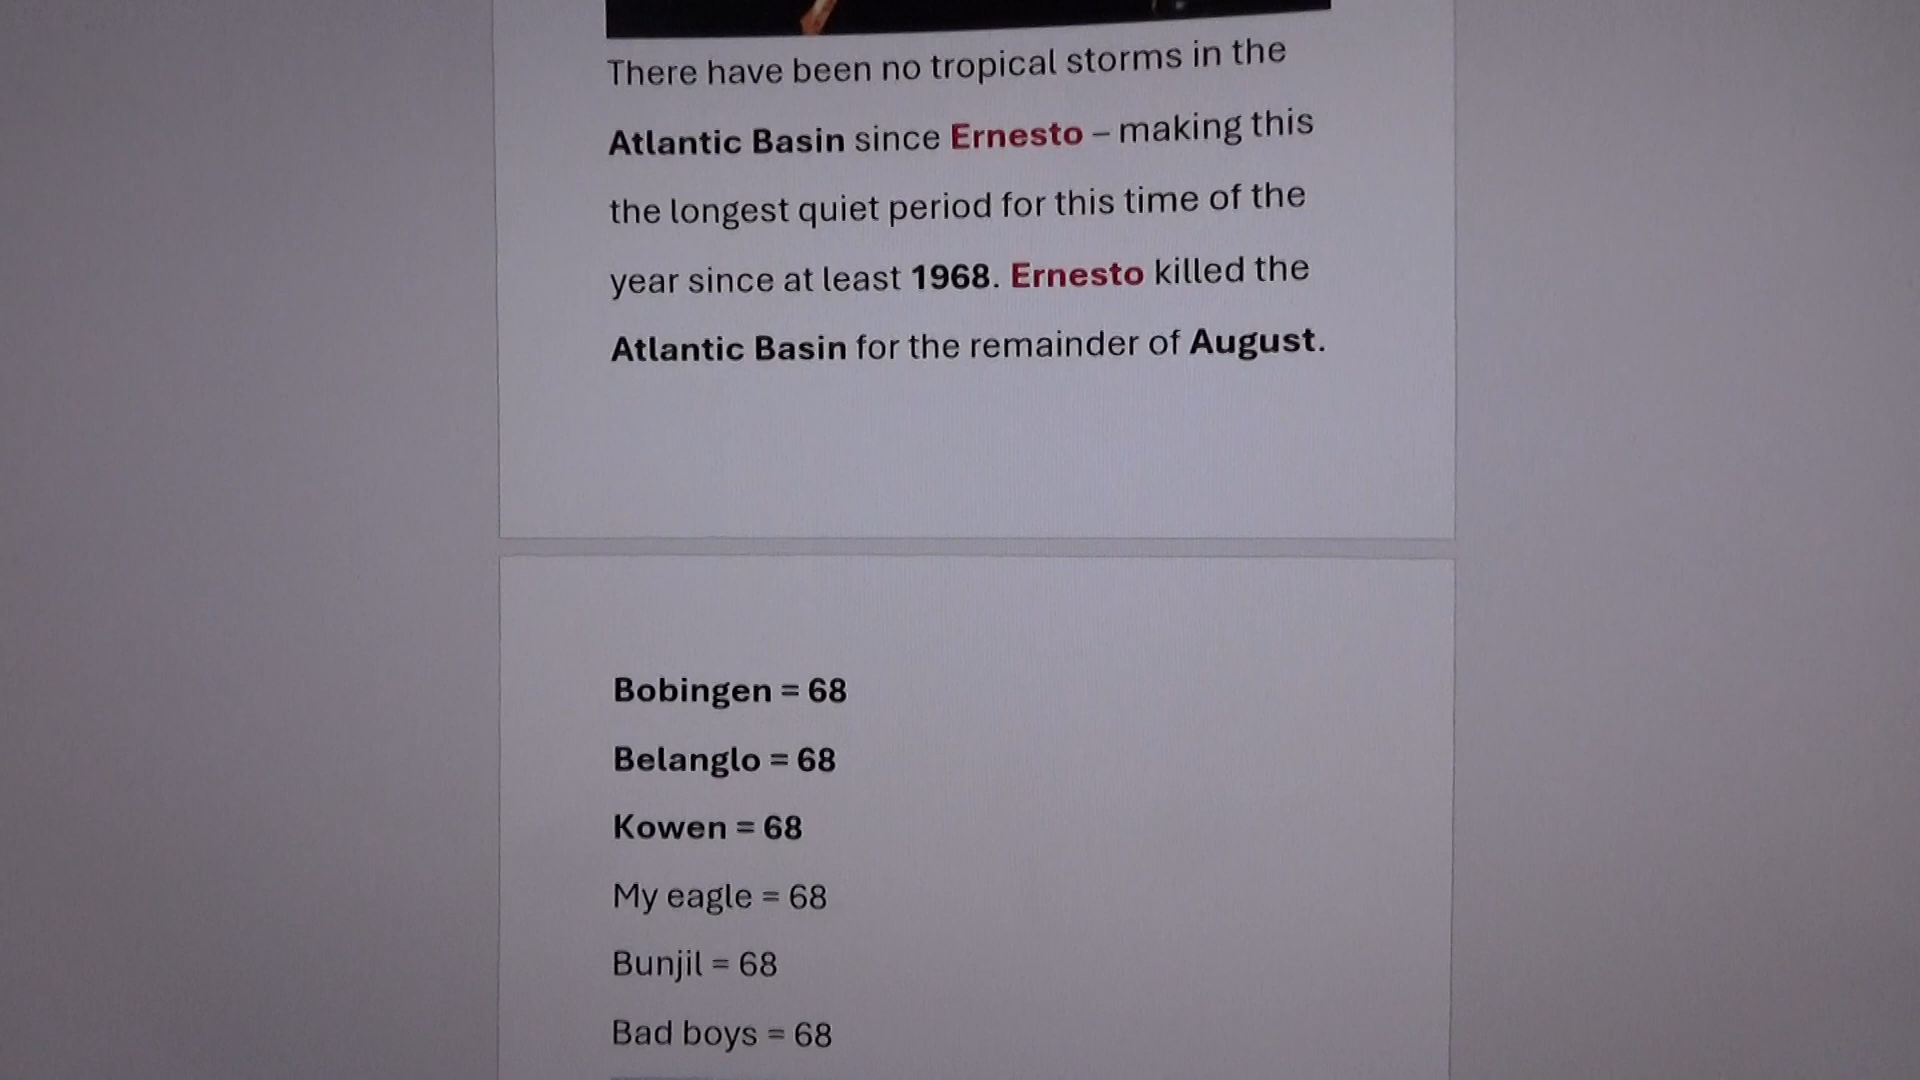 There have been no tropical storms in the
Atlantic Basin since Ernesto – making this
the longest quiet period for this time of the
year since at least 1968. Ernesto killed the
Atlantic Basin for the remainder of August.
Bobingen = 68
Belanglo = 68
Kowen = 68
My eagle = 68
Bunjil = 68
Bad boys = 68